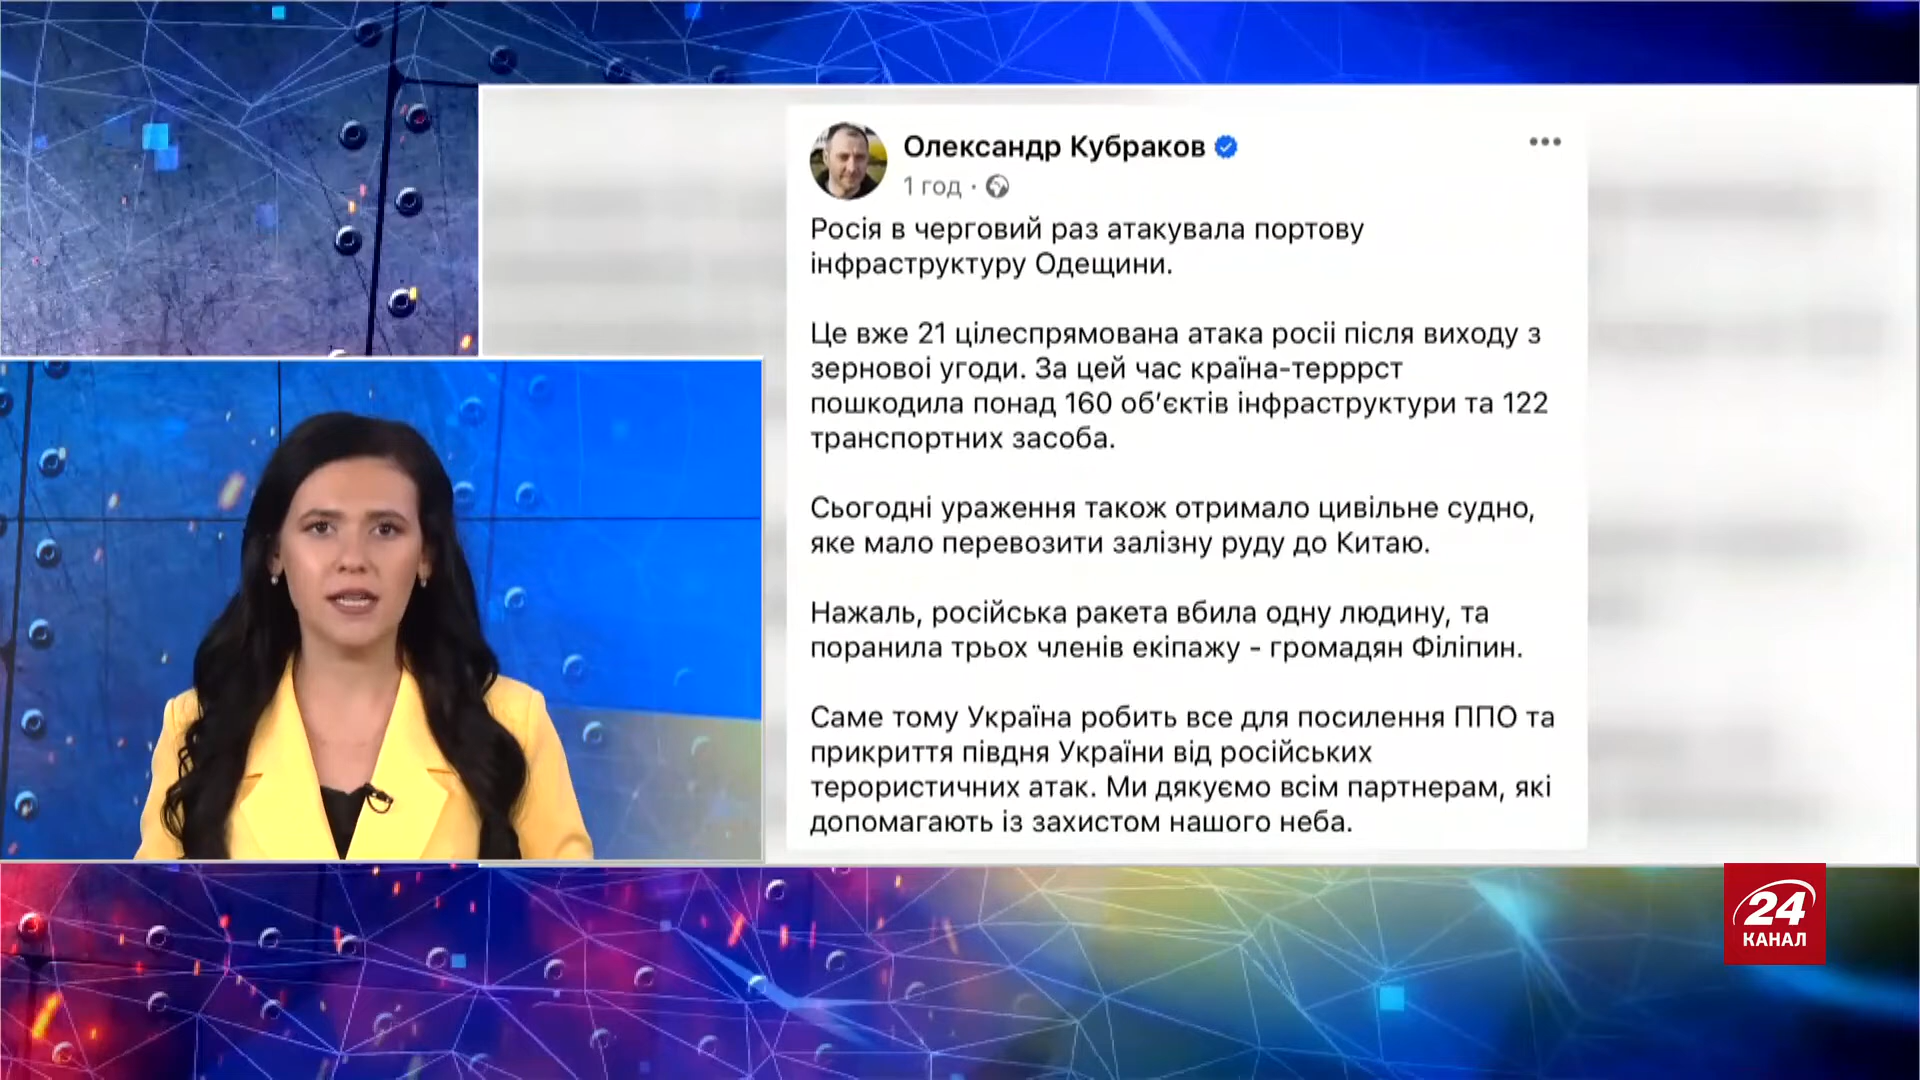 Олександр Кубраков
1 год ·
Росія в черговий раз атакувала портову
інфраструктуру Одещини.
Це вже 21 цілеспрямована атака росіі після виходу з
зерновоі угоди. За цей час країна-терррст
пошкодила понад 160 обʼєктів інфраструктури та 122
транспортних засоба.
Сьогодні ураження також отримало цивільне судно,
яке мало перевозити залізну руду до Китаю.
Нажаль, російська ракета вбила одну людину, та
поранила трьох членів екіпажу - громадян Філіпин.
Саме тому Україна робить все для посилення ППО та
прикриття півдня України від російських
терористичних атак. Ми дякуємо всім партнерам, які
допомагають із захистом нашого неба.
24
КАНАЛ